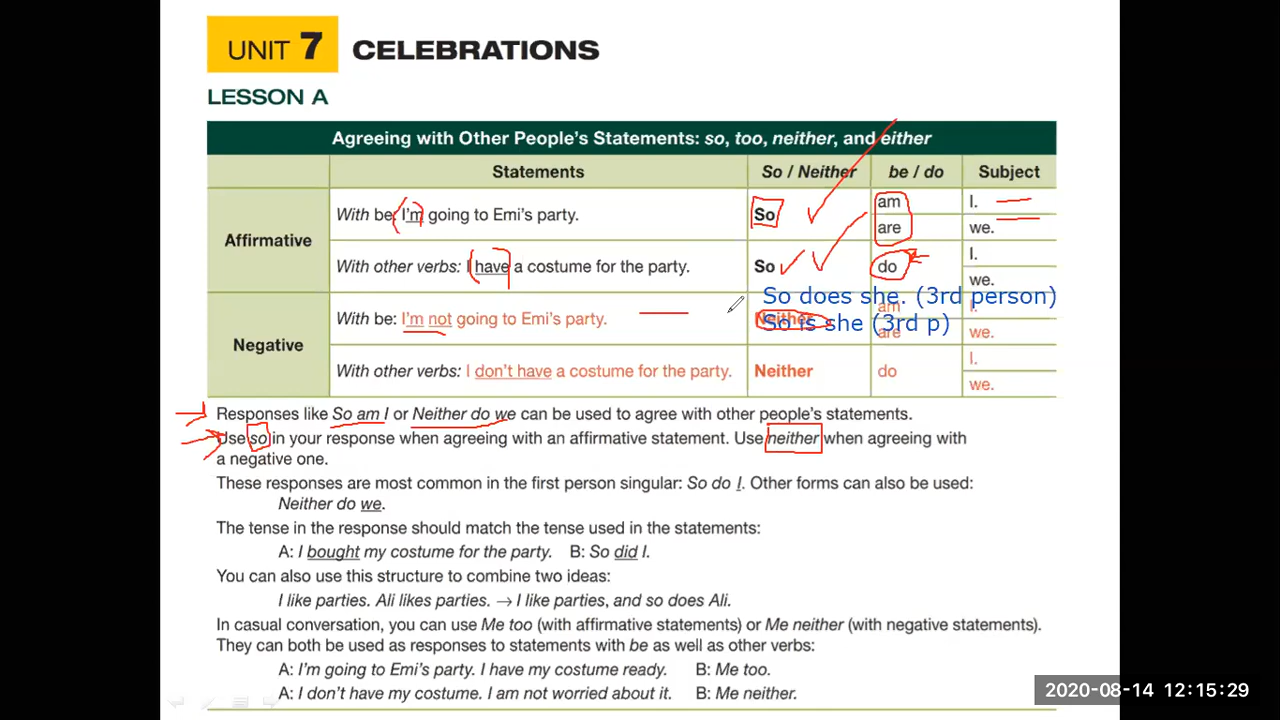 UNIT 7 CELEBRATIONS
LESSON A
Agreeing with Other People's Statements: so, too, neither, and either
Statements So / Neither be / do Subject
Affirmative
With be: I'm going to Emi's party. So am I.
are we.
With other verbs: I have a costume for the party. So do I.
we.
So does she. (3rd person)
So is she (3rd p)
Negative
With be: I'm not going to Emi's party. Neither am I.
are we.
With other verbs: I don't have a costume for the party. Neither do I.
we.
Responses like So am I or Neither do we can be used to agree with other people's statements.
Use so in your response when agreeing with an affirmative statement. Use neither when agreeing with
a negative one.
These responses are most common in the first person singular: So do I. Other forms can also be used:
Neither do we.
The tense in the response should match the tense used in the statements:
A: I bought my costume for the party. B: So did I.
You can also use this structure to combine two ideas:
I like parties. Ali likes parties. → I like parties, and so does Ali.
In casual conversation, you can use Me too (with affirmative statements) or Me neither (with negative statements).
They can both be used as responses to statements with be as well as other verbs:
A: I'm going to Emi's party. I have my costume ready. B: Me too.
A: I don't have my costume. I am not worried about it. B: Me neither.
2020-08-14 12:15:29